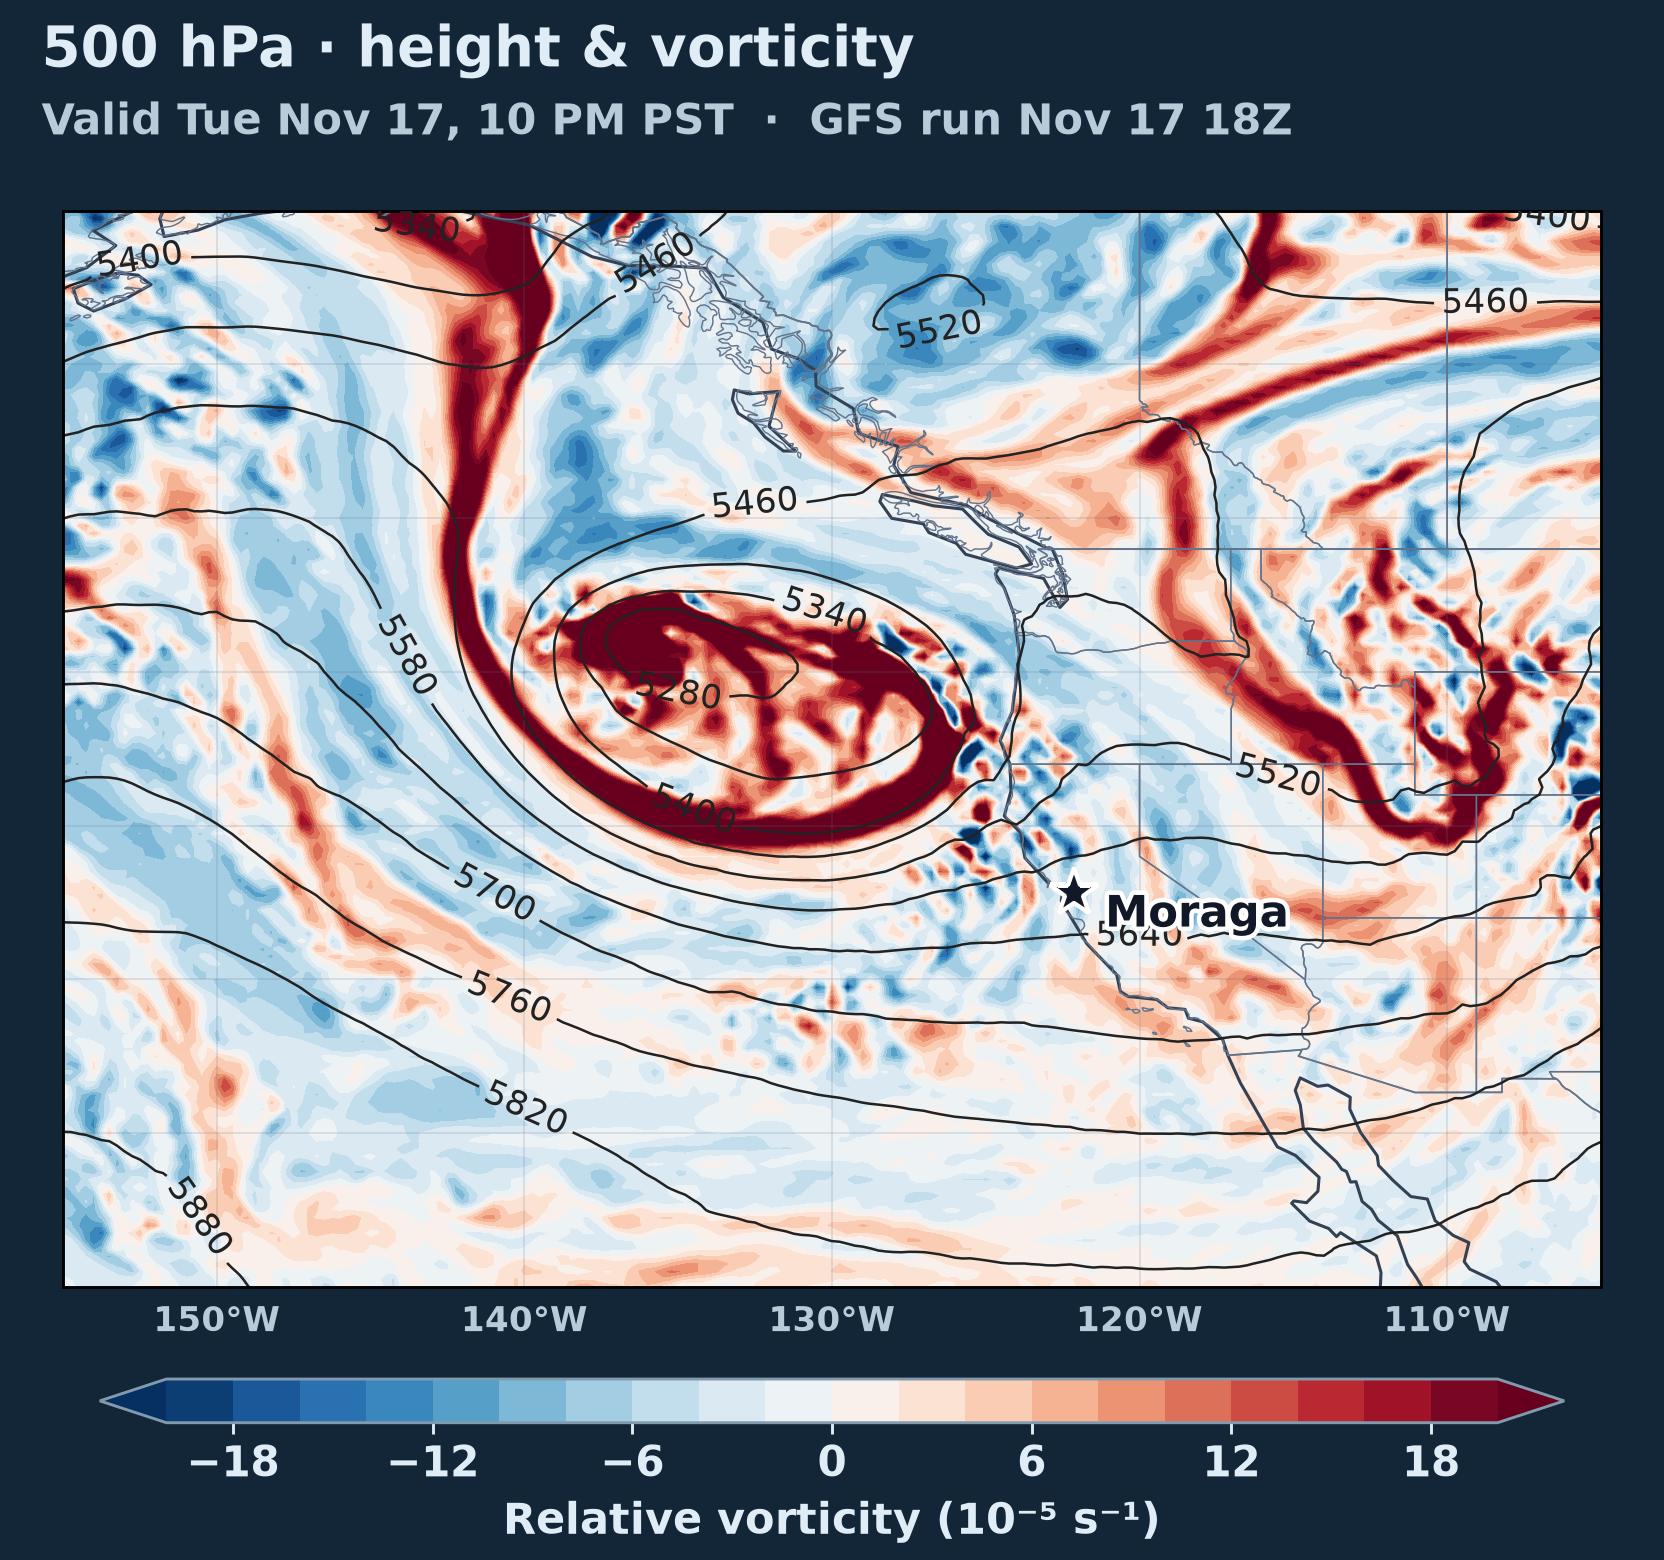 500 hPa · height & vorticity
Valid Tue Nov 17, 10 PM PST · GFS run Nov 17 18Z
5340
5400
5400
5460
5460
5520
5460
5340
5580
5280
5520
5400
5700
Moraga
5640
5760
5820
5880
150°W
140°W
130°W
120°W
110°W
−18
−12
−6
0
6
12
18
Relative vorticity (10⁻⁵ s⁻¹)